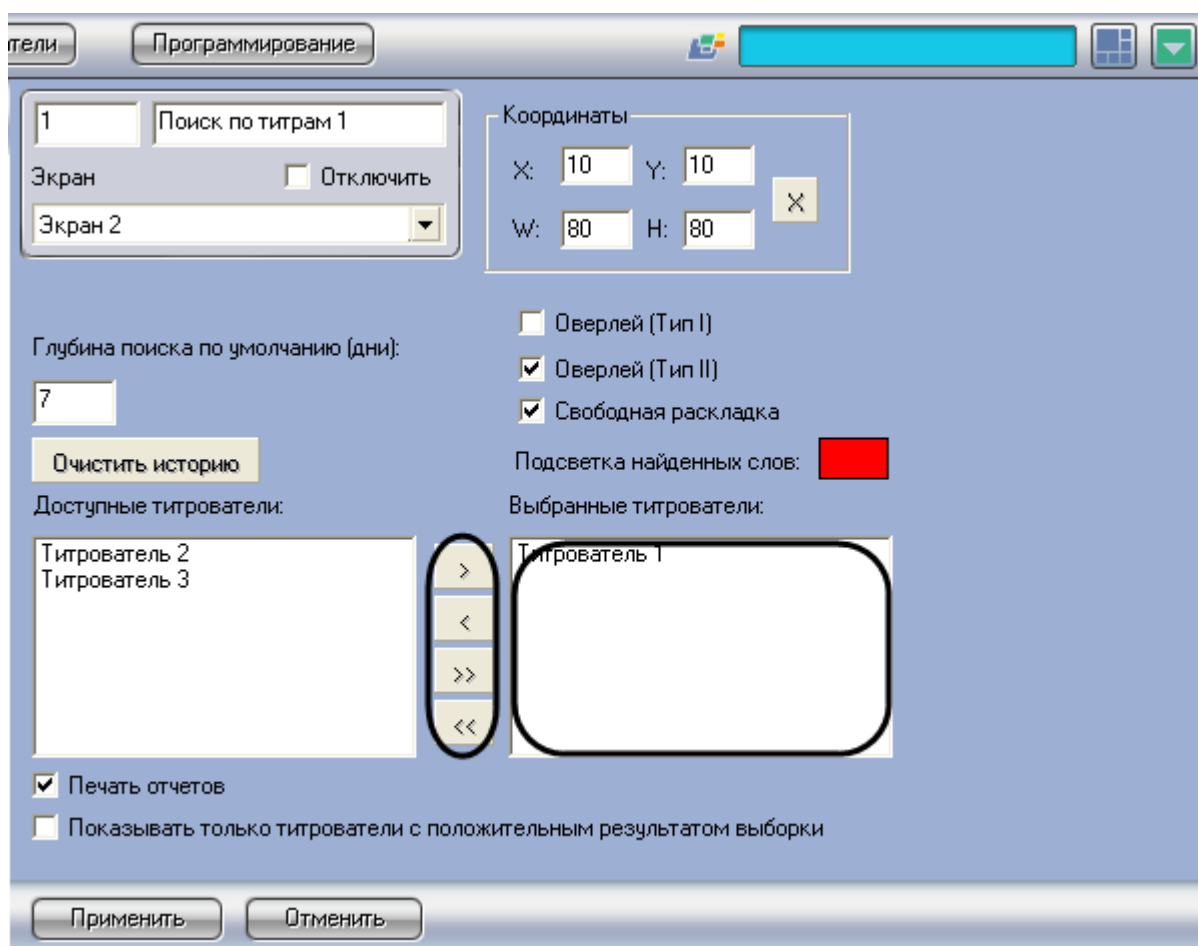 тели
Программирование
1
Поиск по титрам 1
Экран
Отключить
Экран 2
Координаты
X: 10 Y: 10
X
W: 80 H: 80
Оверлей (Тип I)
Глубина поиска по умолчанию (дни):
Оверлей (Тип II)
7
Свободная раскладка
Очистить историю
Подсветка найденных слов:
Доступные титрователи:
Выбранные титрователи:
Титрователь 2
Титрователь 3
>
<
>>
<<
Титрователь 1
Печать отчетов
Показывать только титрователи с положительным результатом выборки
Применить
Отменить